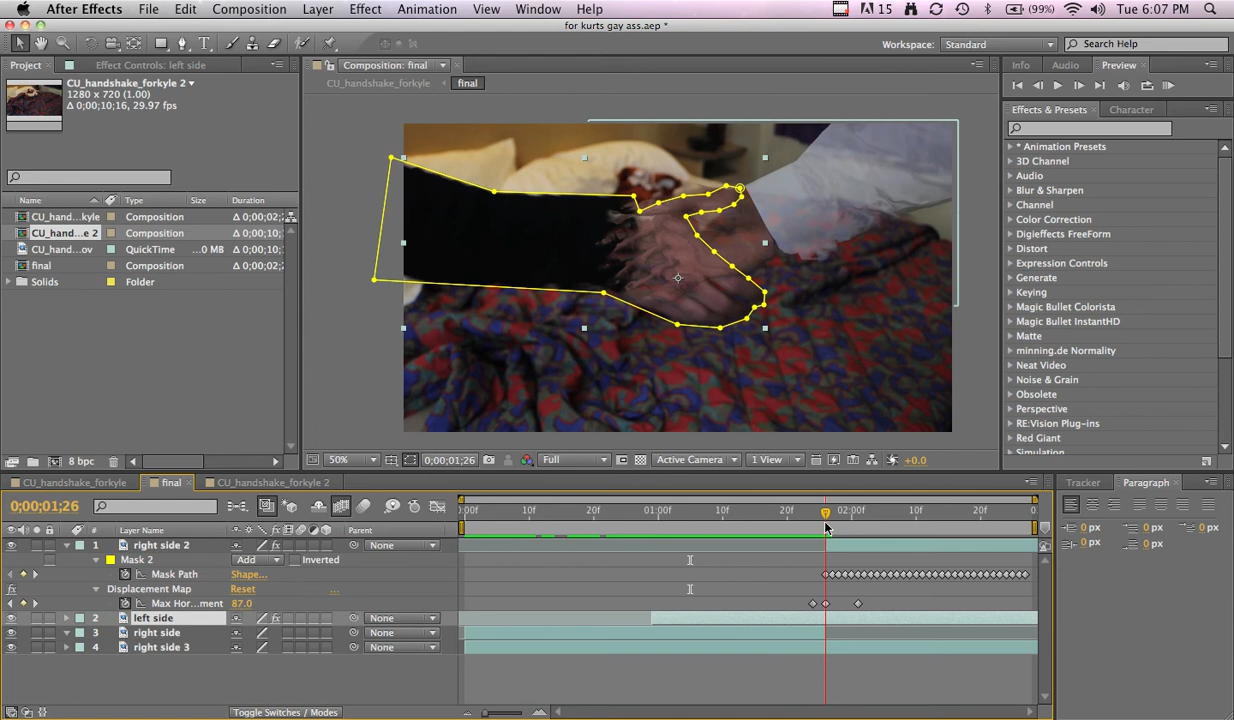 After Effects File Edit Composition Layer Effect Animation View Window Help 15 (99%) Tue 6:07 PM
for kurts gay ass.aep *
Workspace: Standard Search Help
Project Effect Controls: left side Composition: final Info Audio Preview
CU_handshake_forkyle 2
1280 x 720 (1.00)
Δ 0;00;10;16, 29.97 fps
CU_handshake_forkyle final
Effects & Presets Character
* Animation Presets
3D Channel
Audio
Blur & Sharpen
Channel
Color Correction
Digieffects FreeForm
Distort
Expression Controls
Generate
Keying
Magic Bullet Colorista
Magic Bullet InstantHD
Matte
minning.de Normality
Neat Video
Noise & Grain
Obsolete
Perspective
RE:Vision Plug-ins
Red Giant
Simulation
Name Type Size Duration
CU_hand...kyle Composition Δ 0;00;02;
CU_hand...e 2 Composition Δ 0;00;10;
CU_hand...ov QuickTime ...0 MB Δ 0;00;10;
final Composition Δ 0;00;02;
Solids Folder
8 bpc
50% 0;00;01;26 Full Active Camera 1 View +0.0
CU_handshake_forkyle final CU_handshake_forkyle 2
Tracker Paragraph
0;00;01;26
:00f 10f 20f 01:00f 10f 20f 02:00f 10f 20f
# Layer Name Parent
1 right side 2 None
Mask 2 Add Inverted
Mask Path Shape...
Displacement Map Reset ...
Max Hor...ment 87.0
2 left side None
3 right side None
4 right side 3 None
Toggle Switches / Modes
0 px 0 px 0 px
0 px 0 px